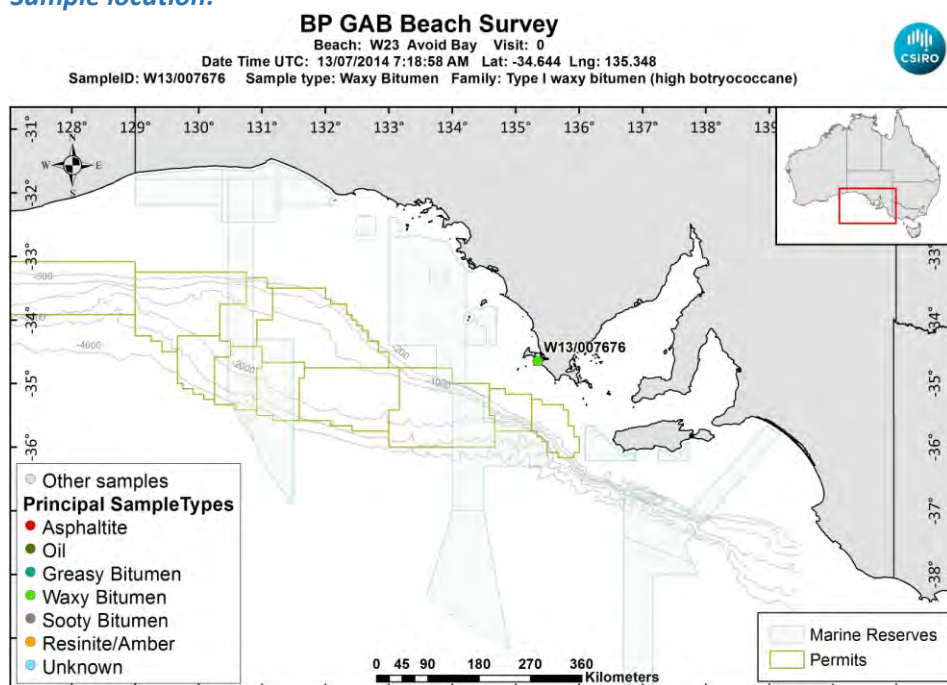 Sample location:
BP GAB Beach Survey
Beach: W23 Avoid Bay Visit: 0
Date Time UTC: 13/07/2014 7:18:58 AM Lat: -34.644 Lng: 135.348
SampleID: W13/007676 Sample type: Waxy Bitumen Family: Type I waxy bitumen (high botryococcane)
CSIRO
128° 129° 130° 131° 132° 133° 134° 135° 136° 137° 138° 139
-31°
-32°
-33°
-34°
-35°
-36°
-37°
-38°
N
W E
S
-31°
-32°
-33°
-34°
-35°
-36°
-37°
-38°
-200
-1000
-2000
-4000
W13/007676
Other samples
Principal SampleTypes
Asphaltite
Oil
Greasy Bitumen
Waxy Bitumen
Sooty Bitumen
Resinite/Amber
Unknown
0 45 90 180 270 360
Kilometers
Marine Reserves
Permits